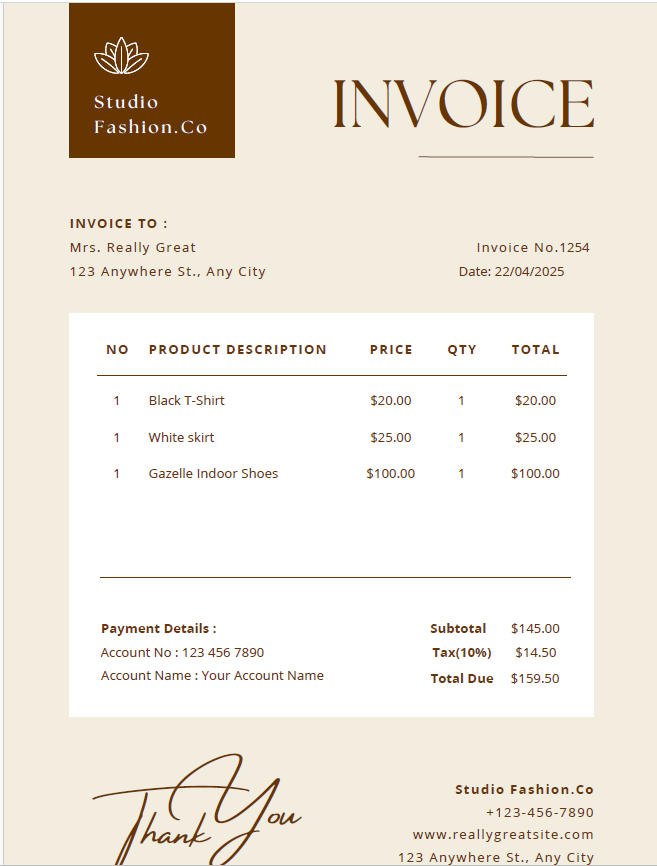 Studio
Fashion.Co
INVOICE
INVOICE TO :
Mrs. Really Great
123 Anywhere St., Any City
Invoice No.1254
Date: 22/04/2025
NO PRODUCT DESCRIPTION PRICE QTY TOTAL
1 Black T-Shirt $20.00 1 $20.00
1 White skirt $25.00 1 $25.00
1 Gazelle Indoor Shoes $100.00 1 $100.00
Payment Details :
Account No : 123 456 7890
Account Name : Your Account Name
Subtotal $145.00
Tax(10%) $14.50
Total Due $159.50
Thank You
Studio Fashion.Co
+123-456-7890
www.reallygreatsite.com
123 Anywhere St., Any City